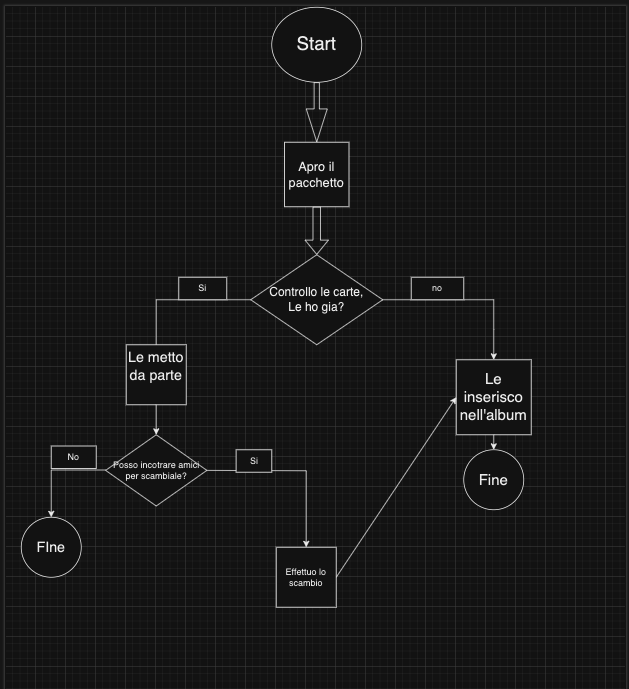 Start
Apro il
pacchetto
Controllo le carte,
Le ho gia?
Si
no
Le metto
da parte
Le
inserisco
nell'album
Posso incotrare amici
per scambiale?
No
Si
Fine
FIne
Effettuo lo
scambio